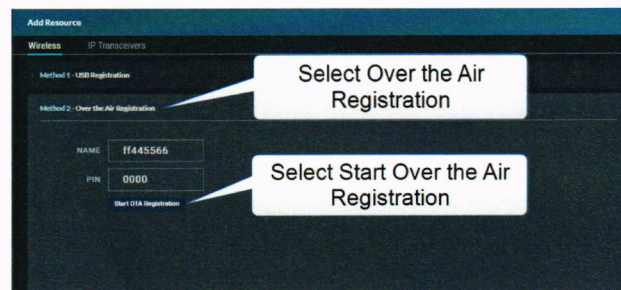 Add Resource
Wireless IP Transceivers
Method 1 - USB Registration
Select Over the Air
Registration
Method 2 - Over the Air Registration
NAME ff445566
PIN 0000
Select Start Over the Air
Registration
Start OTA Registration